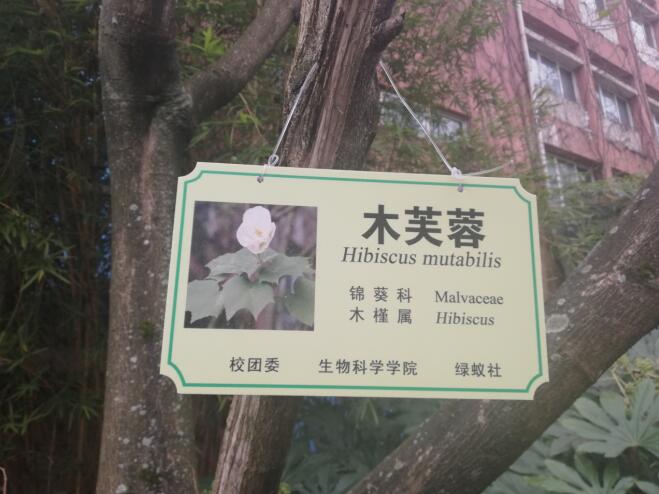 木芙蓉
Hibiscus mutabilis
锦葵科 Malvaceae
木槿属 Hibiscus
校团委 生物科学学院 绿蚁社